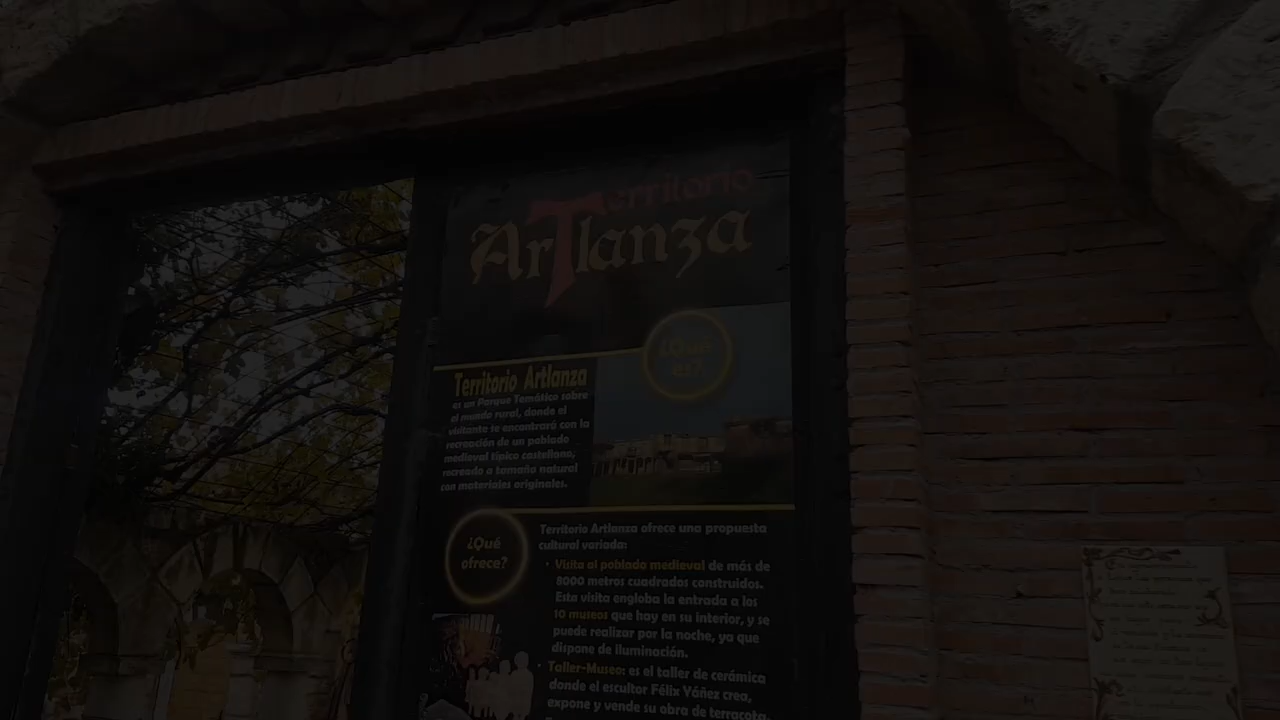 Territorio
Artlanza
¿Qué
es?
Territorio Artlanza
es un Parque Temático sobre
el mundo rural, donde el
visitante se encontrará con la
recreación de un poblado
medieval típico castellano,
recreado a tamaño natural
con materiales originales.
¿Qué
ofrece?
Territorio Artlanza ofrece una propuesta
cultural variada:
· Visita al poblado medieval de más de
8000 metros cuadrados construidos.
Esta visita engloba la entrada a los
10 museos que hay en su interior, y se
puede realizar por la noche, ya que
dispone de iluminación.
· Taller-Museo: es el taller de cerámica
donde el escultor Félix Yáñez crea,
expone y vende su obra de terracota.